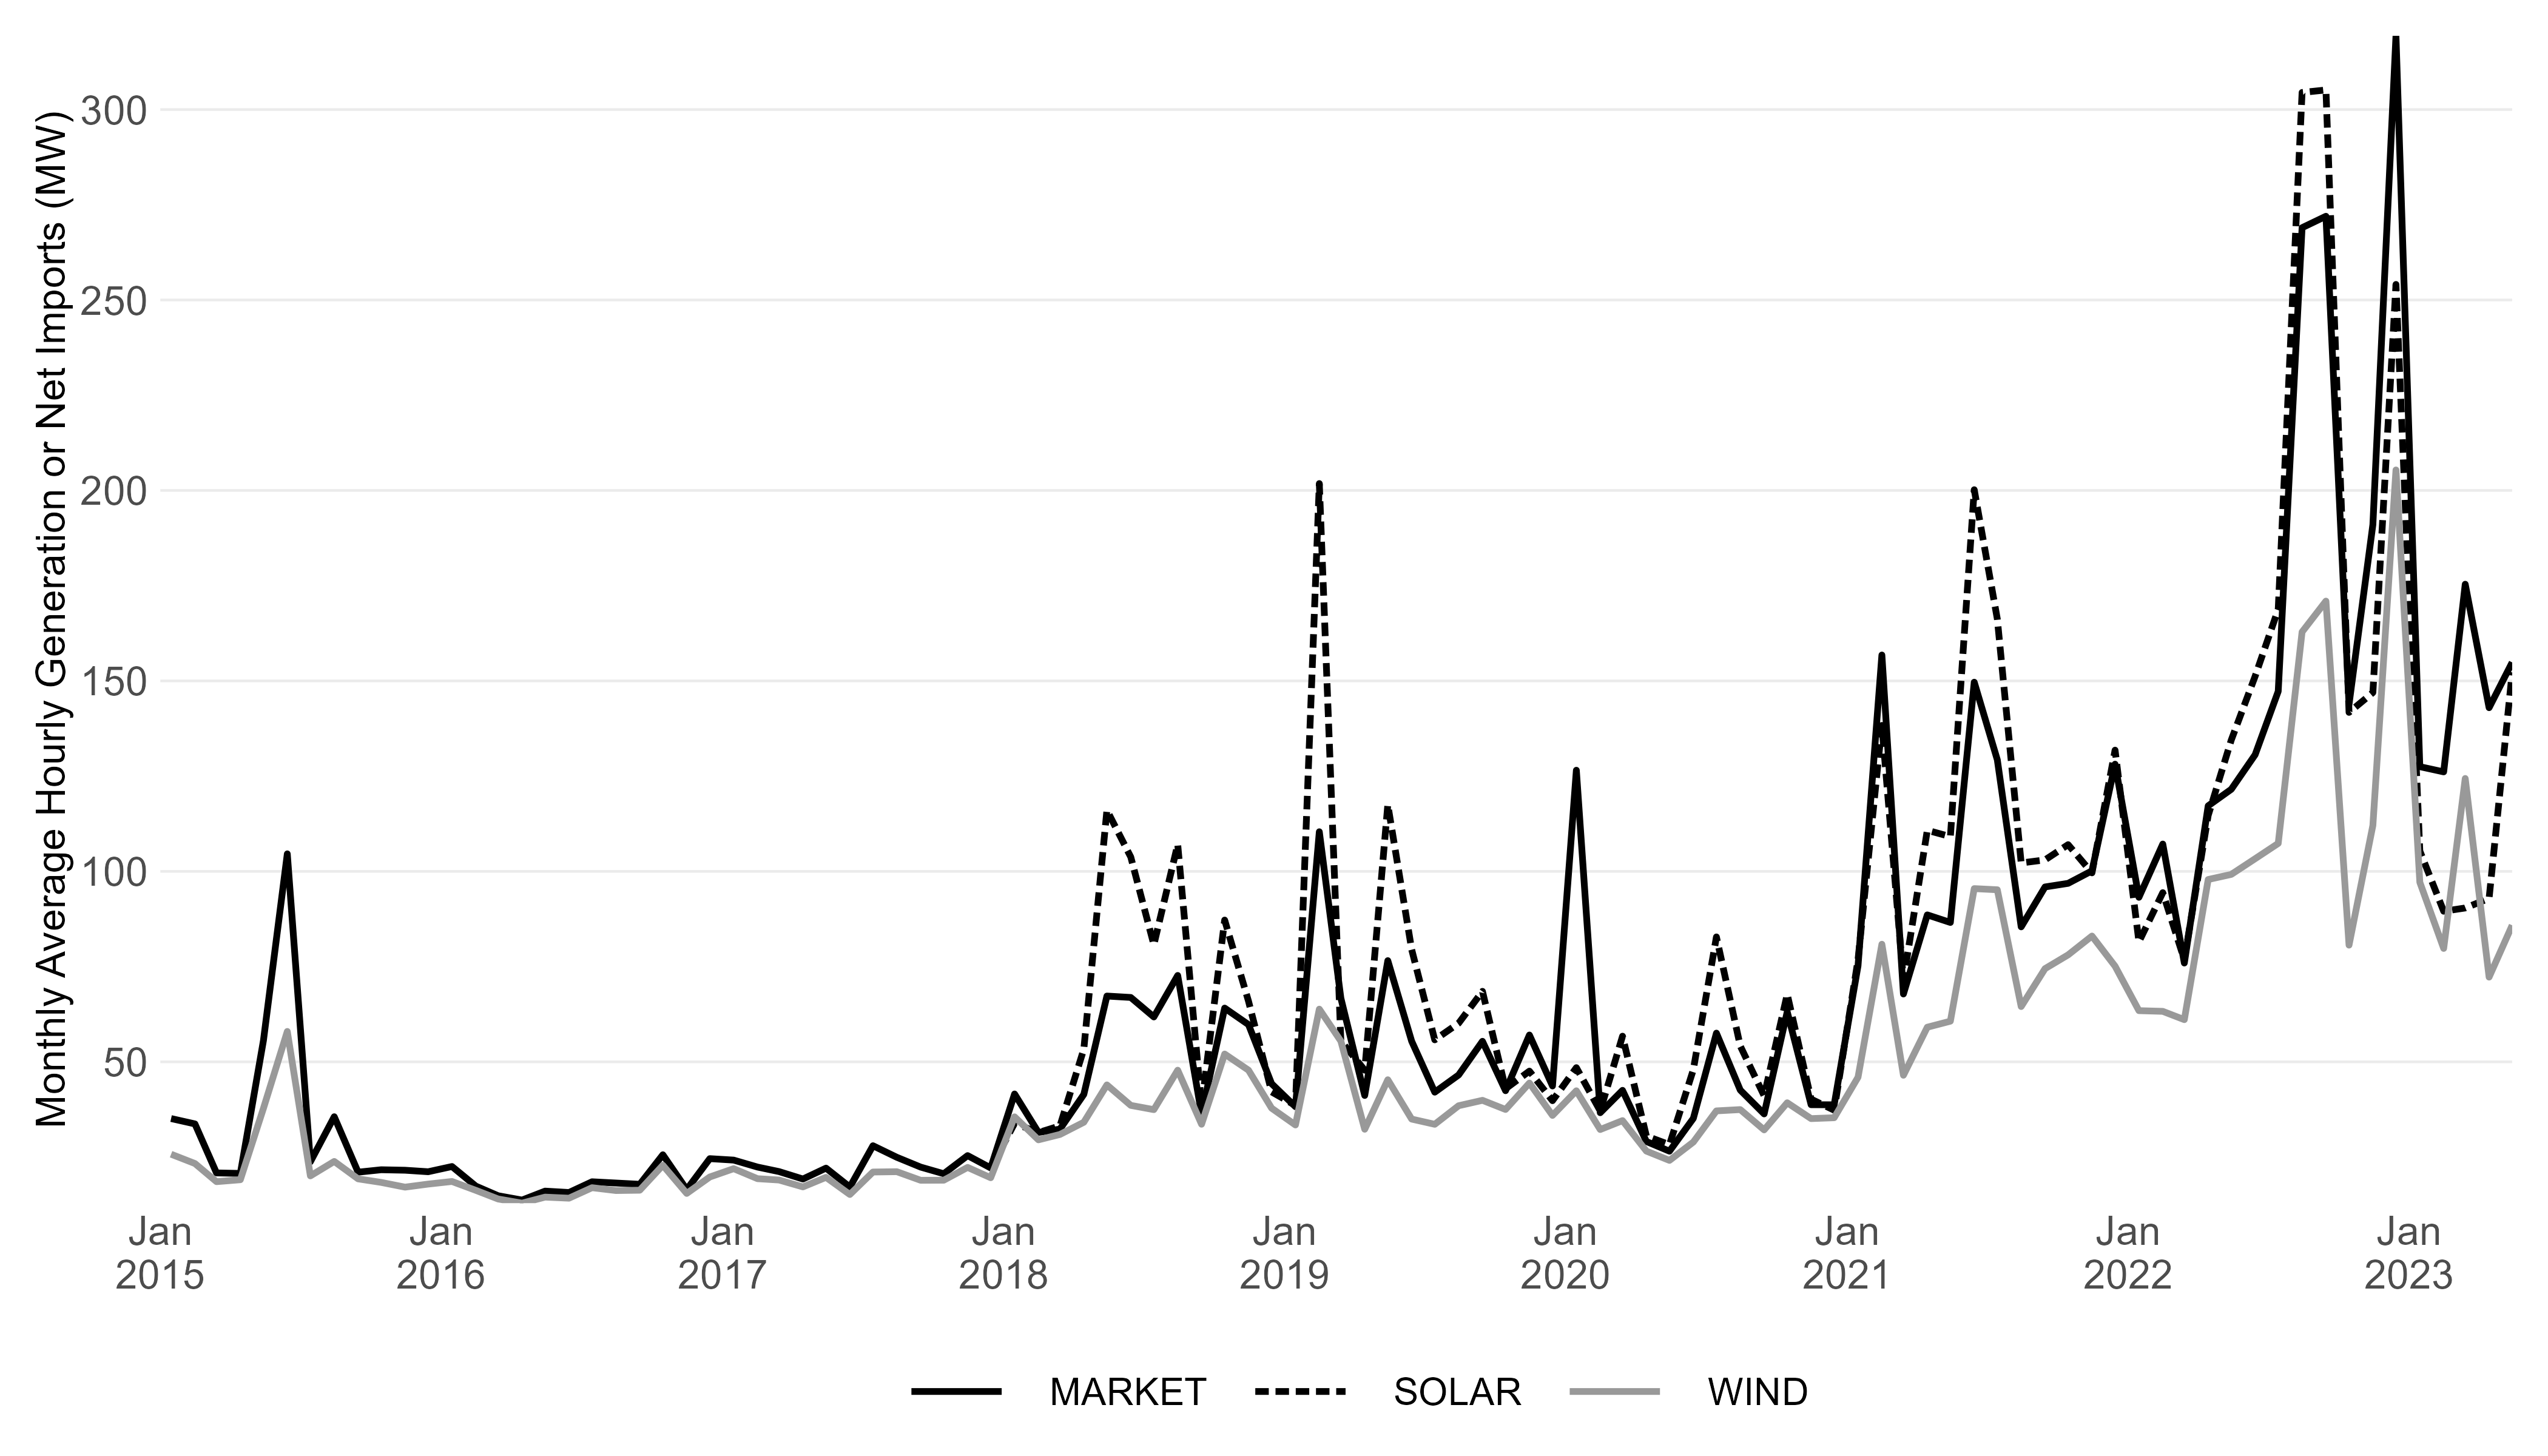 Monthly Average Hourly Generation or Net Imports (MW)
300
250
200
150
100
50
Jan
2015
Jan
2016
Jan
2017
Jan
2018
Jan
2019
Jan
2020
Jan
2021
Jan
2022
Jan
2023
MARKET
SOLAR
WIND